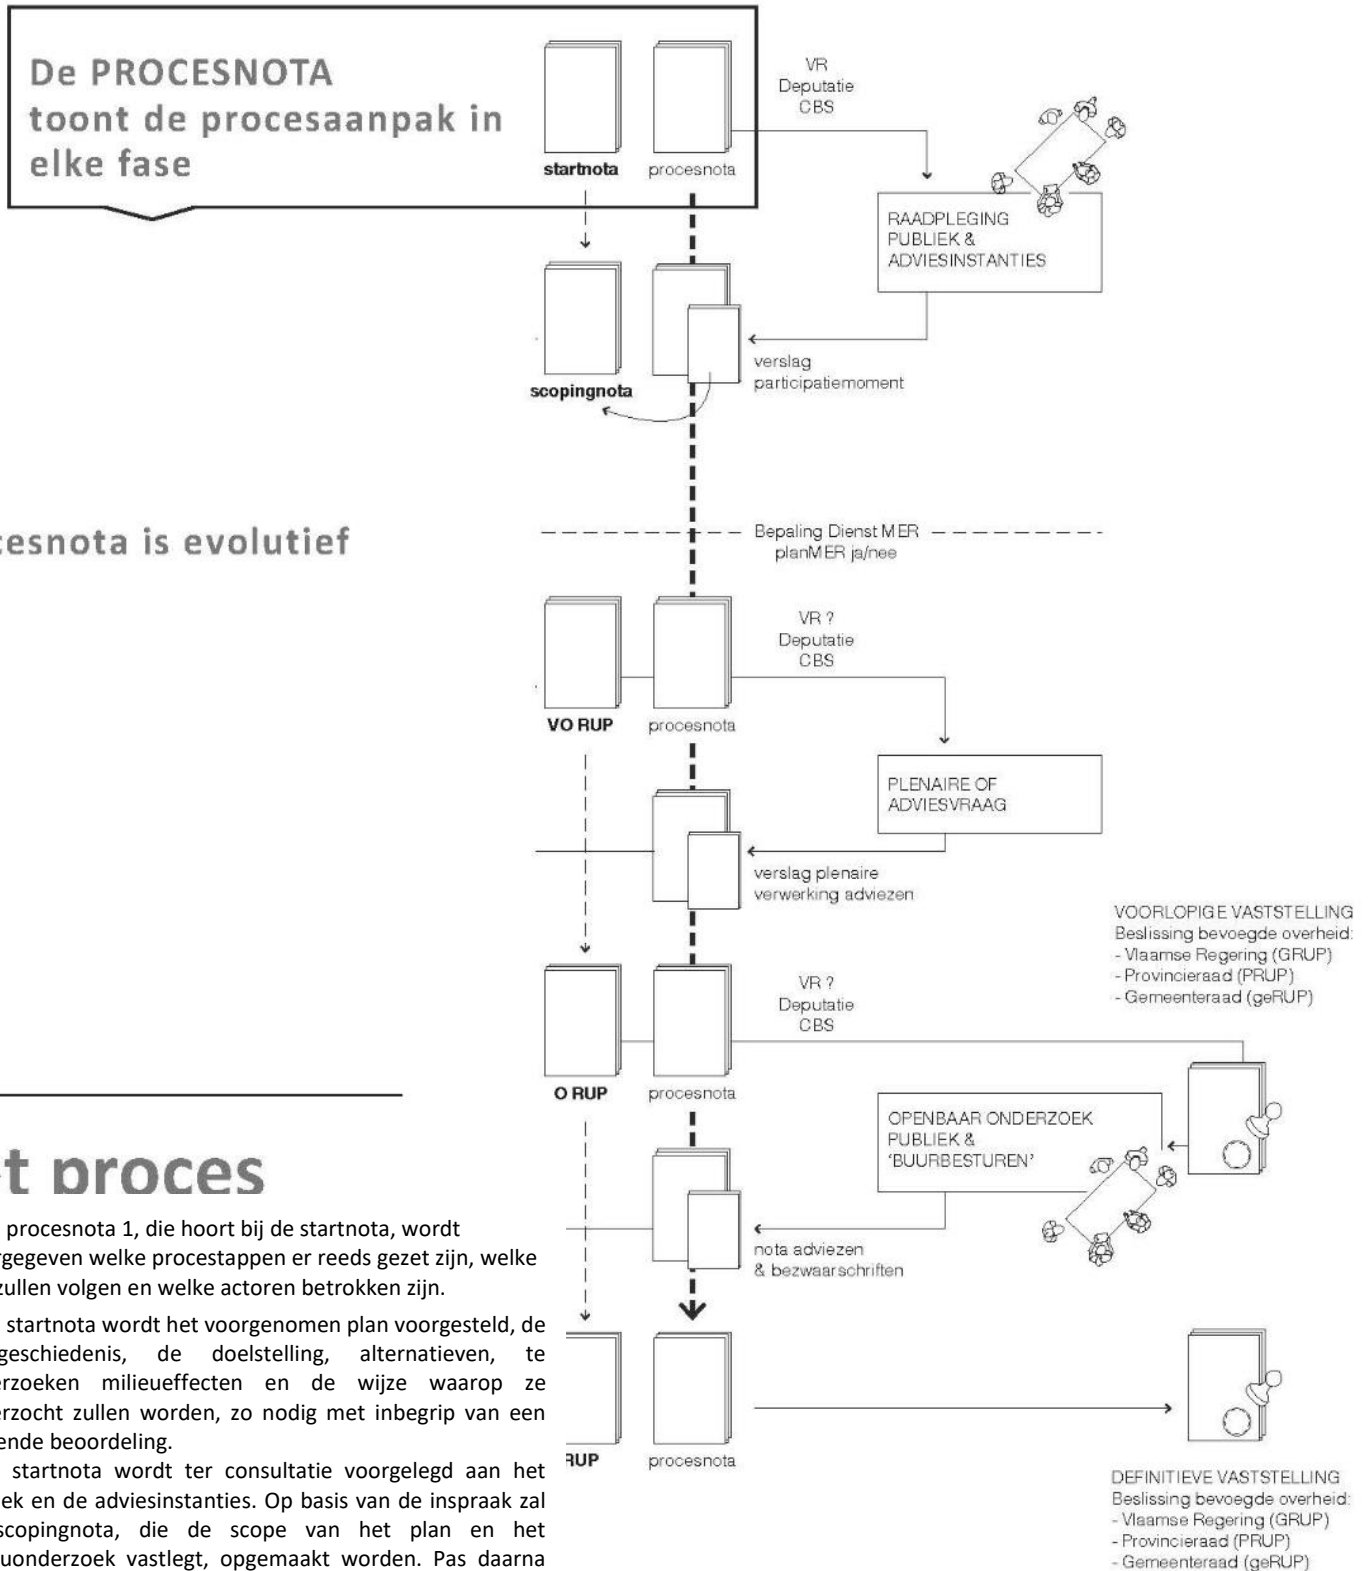 De PROCESNOTA
toont de procesaanpak in
elke fase
startnota
procesnota
VR
Deputatie
CBS
RAADPLEGING
PUBLIEK &
ADVIESINSTANTIES
scopingnota
verslag
participatiemoment
cesnota is evolutief
Bepaling Dienst MER
planMER ja/nee
VR ?
Deputatie
CBS
VO RUP
procesnota
PLENAIRE OF
ADVIESVRAAG
verslag plenaire
verwerking adviezen
VOORLOPIGE VASTSTELLING
Beslissing bevoegde overheid:
- Vlaamse Regering (GRUP)
- Provincieraad (PRUP)
- Gemeenteraad (geRUP)
VR ?
Deputatie
CBS
O RUP
procesnota
OPENBAAR ONDERZOEK
PUBLIEK &
'BUURBESTUREN'
nota adviezen
& bezwaarschriften
t proces
procesnota 1, die hoort bij de startnota, wordt
rgegeven welke processtappen er reeds gezet zijn, welke
zullen volgen en welke actoren betrokken zijn.
startnota wordt het voorgenomen plan voorgesteld, de
geschiedenis, de doelstelling, alternatieven, te
erzoeken milieueffecten en de wijze waarop ze
erzocht zullen worden, zo nodig met inbegrip van een
ende beoordeling.
startnota wordt ter consultatie voorgelegd aan het
ek en de adviesinstanties. Op basis van de inspraak zal
scopingnota, die de scope van het plan en het
uonderzoek vastlegt, opgemaakt worden. Pas daarna
RUP
procesnota
DEFINITIEVE VASTSTELLING
Beslissing bevoegde overheid:
- Vlaamse Regering (GRUP)
- Provincieraad (PRUP)
- Gemeenteraad (geRUP)